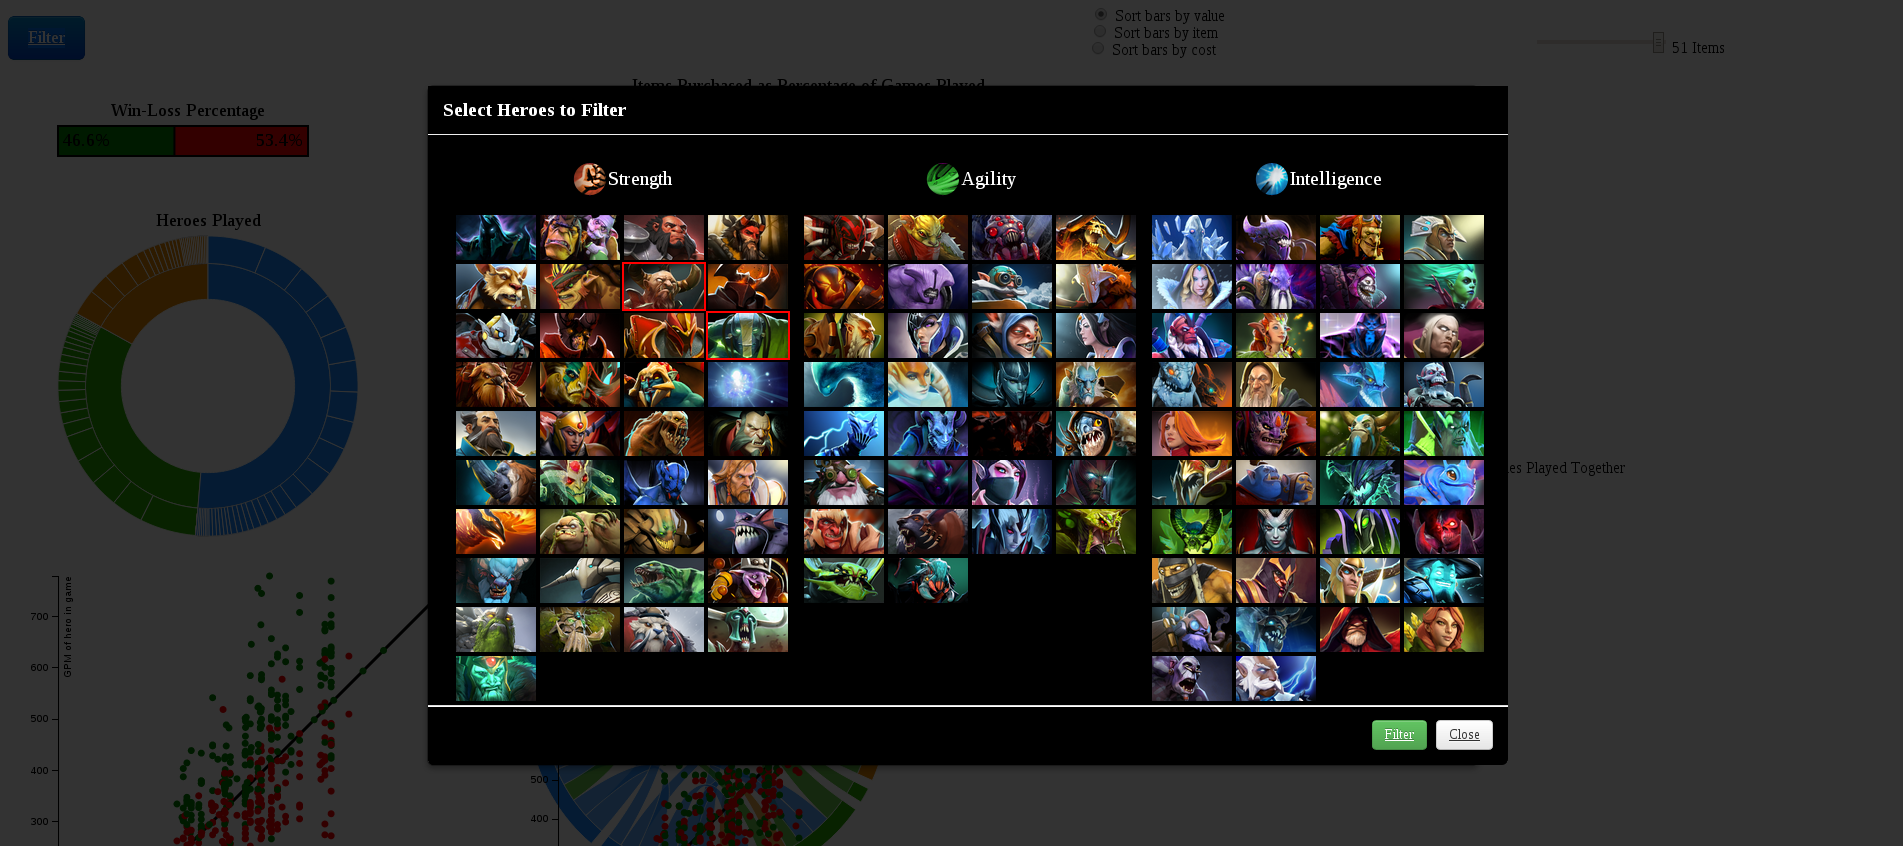 Filter
Sort bars by value
Sort bars by item
Sort bars by cost
51 Items
Items Purchased as Percentage of Games Played
Win-Loss Percentage
46.6% 53.4%
Heroes Played
Select Heroes to Filter
Strength Agility Intelligence
Played Together
GPM of hero in game
700
600
500
400
300
500
400
Filter Close